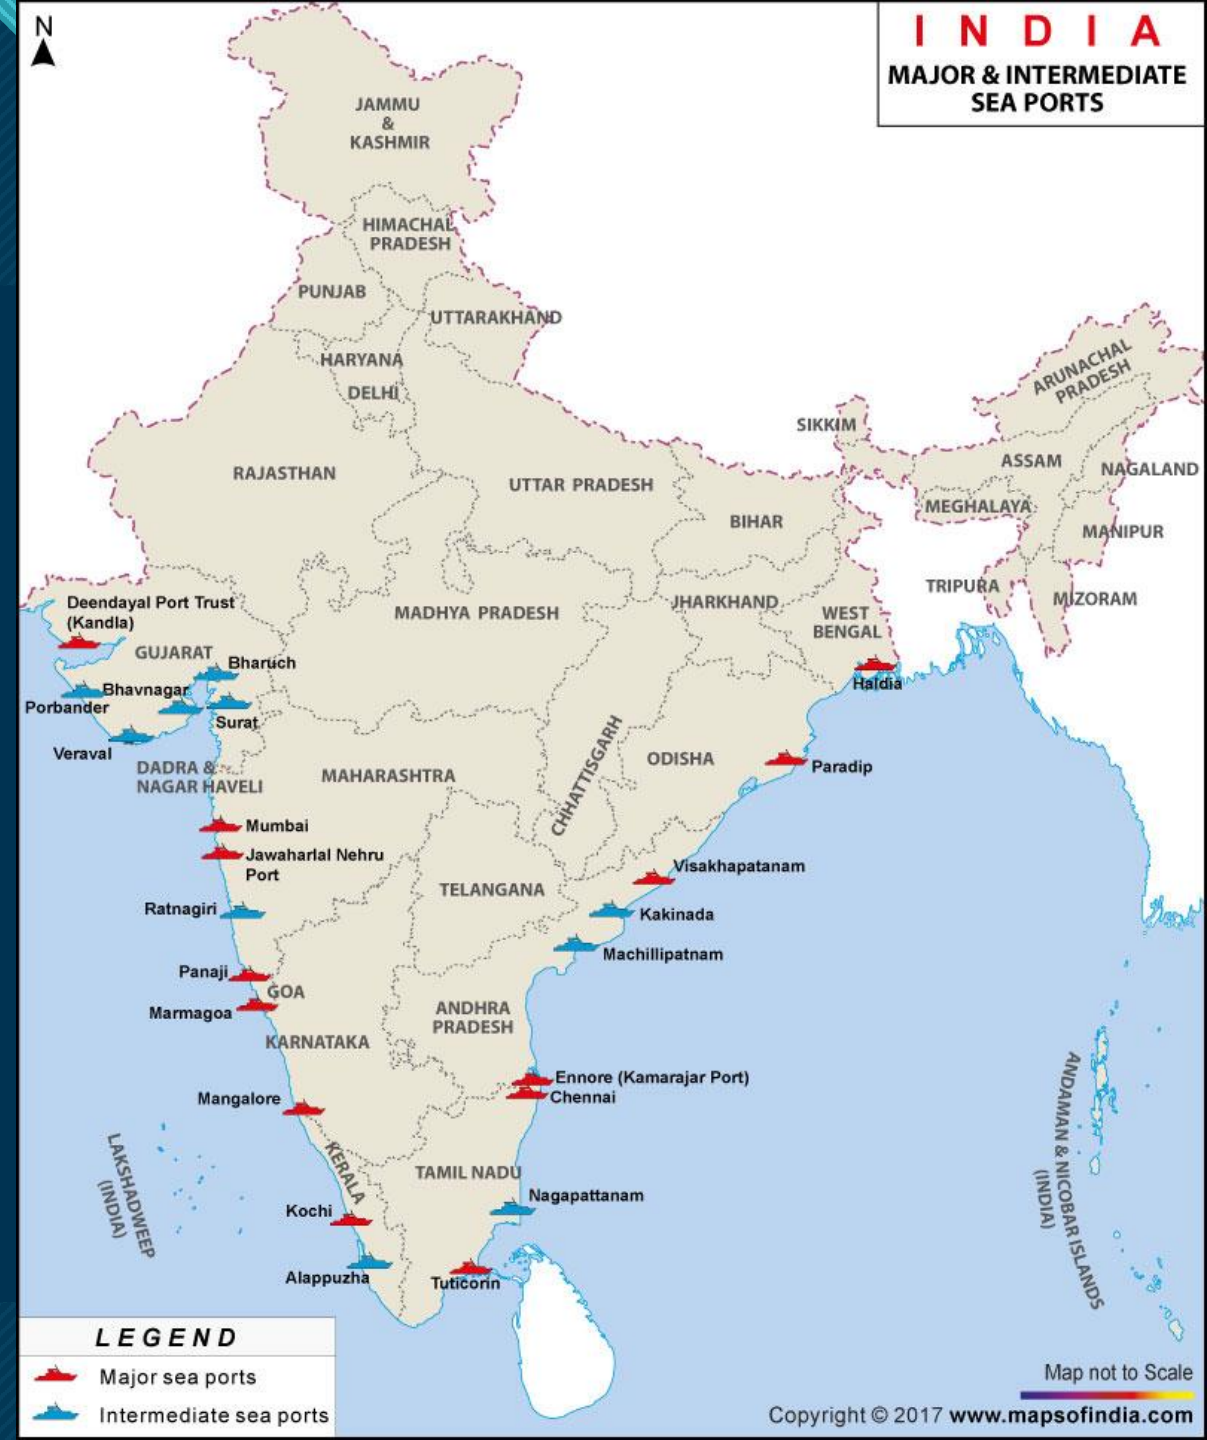 N
I N D I A
MAJOR & INTERMEDIATE
SEA PORTS
JAMMU
&
KASHMIR
HIMACHAL
PRADESH
PUNJAB
UTTARAKHAND
HARYANA
DELHI
ARUNACHAL
PRADESH
SIKKIM
RAJASTHAN
UTTAR PRADESH
ASSAM
NAGALAND
BIHAR
MEGHALAYA
MANIPUR
TRIPURA
MIZORAM
Deendayal Port Trust
(Kandla)
MADHYA PRADESH
JHARKHAND
WEST
BENGAL
GUJARAT
Bharuch
Bhavnagar
Porbander
Surat
Haldia
Veraval
DADRA &
NAGAR HAVELI
MAHARASHTRA
CHHATTISGARH
ODISHA
Paradip
Mumbai
Jawaharlal Nehru
Port
Visakhapatanam
TELANGANA
Ratnagiri
Kakinada
Machillipatnam
Panaji
GOA
Marmagoa
ANDHRA
PRADESH
KARNATAKA
Ennore (Kamarajar Port)
Chennai
Mangalore
LAKSHADWEEP
(INDIA)
KERALA
TAMIL NADU
Nagapattanam
ANDAMAN & NICOBAR ISLANDS
(INDIA)
Kochi
Alappuzha
Tuticorin
LEGEND
Major sea ports
Intermediate sea ports
Map not to Scale
Copyright © 2017 www.mapsofindia.com